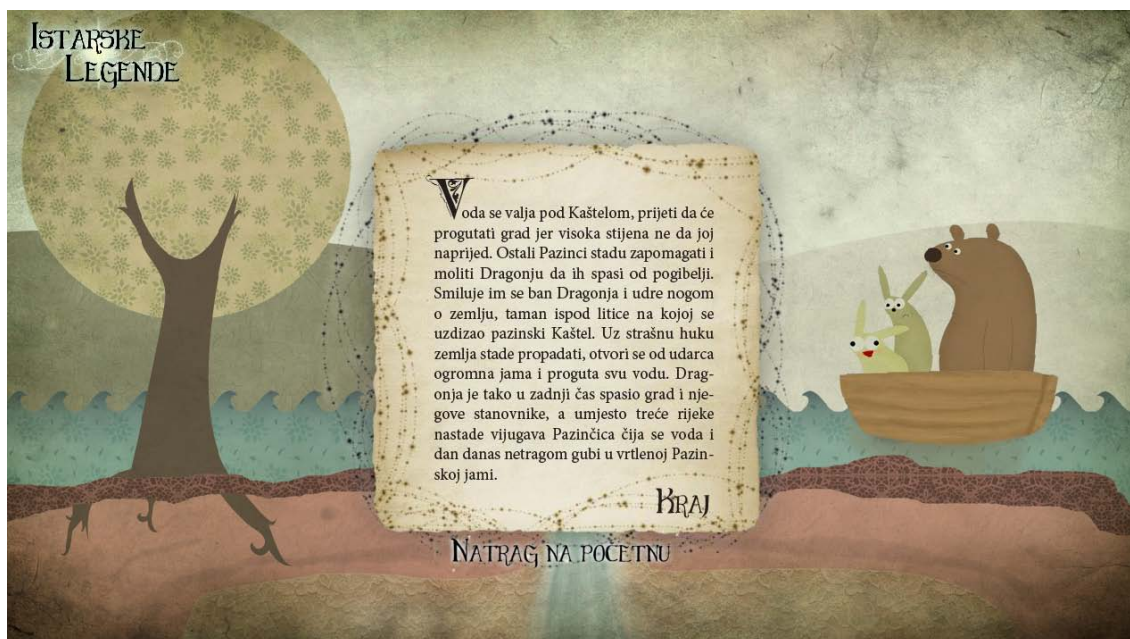 Istarske
Legende
Voda se valja pod Kaštelom, prijeti da će
progutati grad jer visoka stijena ne da joj
naprijed. Ostali Pazinci stadu zapomagati i
moliti Dragonju da ih spasi od pogibelji.
Smiluje im se ban Dragonja i udre nogom
o zemlju, taman ispod litice na kojoj se
uzdizao pazinski Kaštel. Uz strašnu huku
zemlja stade propadati, otvori se od udarca
ogromna jama i proguta svu vodu. Drag-
onja je tako u zadnji čas spasio grad i nje-
gove stanovnike, a umjesto treće rijeke
nastade vijugava Pazinčica čija se voda i
dan danas netragom gubi u vrtlenoj Pazin-
skoj jami.
Kraj
Natrag na početnu